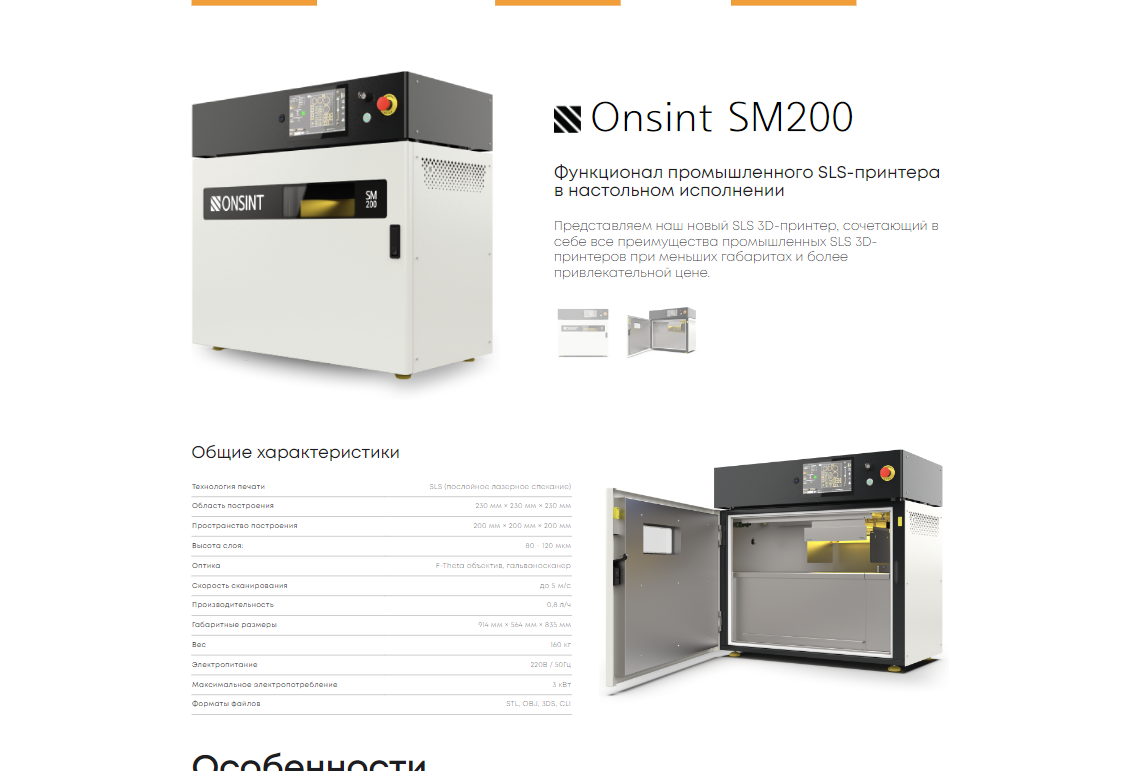 ONSINT
SM
200
Onsint SM200
Функционал промышленного SLS-принтера
в настольном исполнении
Представляем наш новый SLS 3D-принтер, сочетающий в
себе все преимущества промышленных SLS 3D-
принтеров при меньших габаритах и более
привлекательной цене.
Общие характеристики
Технология печати SLS (послойное лазерное спекание)
Область построения 230 мм × 230 мм × 230 мм
Пространство построения 200 мм × 200 мм × 200 мм
Высота слоя: 60 - 120 мкм
Оптика F-Theta объектив, гальваносканер
Скорость сканирования до 5 м/с
Производительность 0,8 л/ч
Габаритные размеры 914 мм × 564 мм × 835 мм
Вес 160 кг
Электропитание 220В / 50Гц
Максимальное электропотребление 3 кВт
Форматы файлов STL, OBJ, 3DS, CLI
Особенности